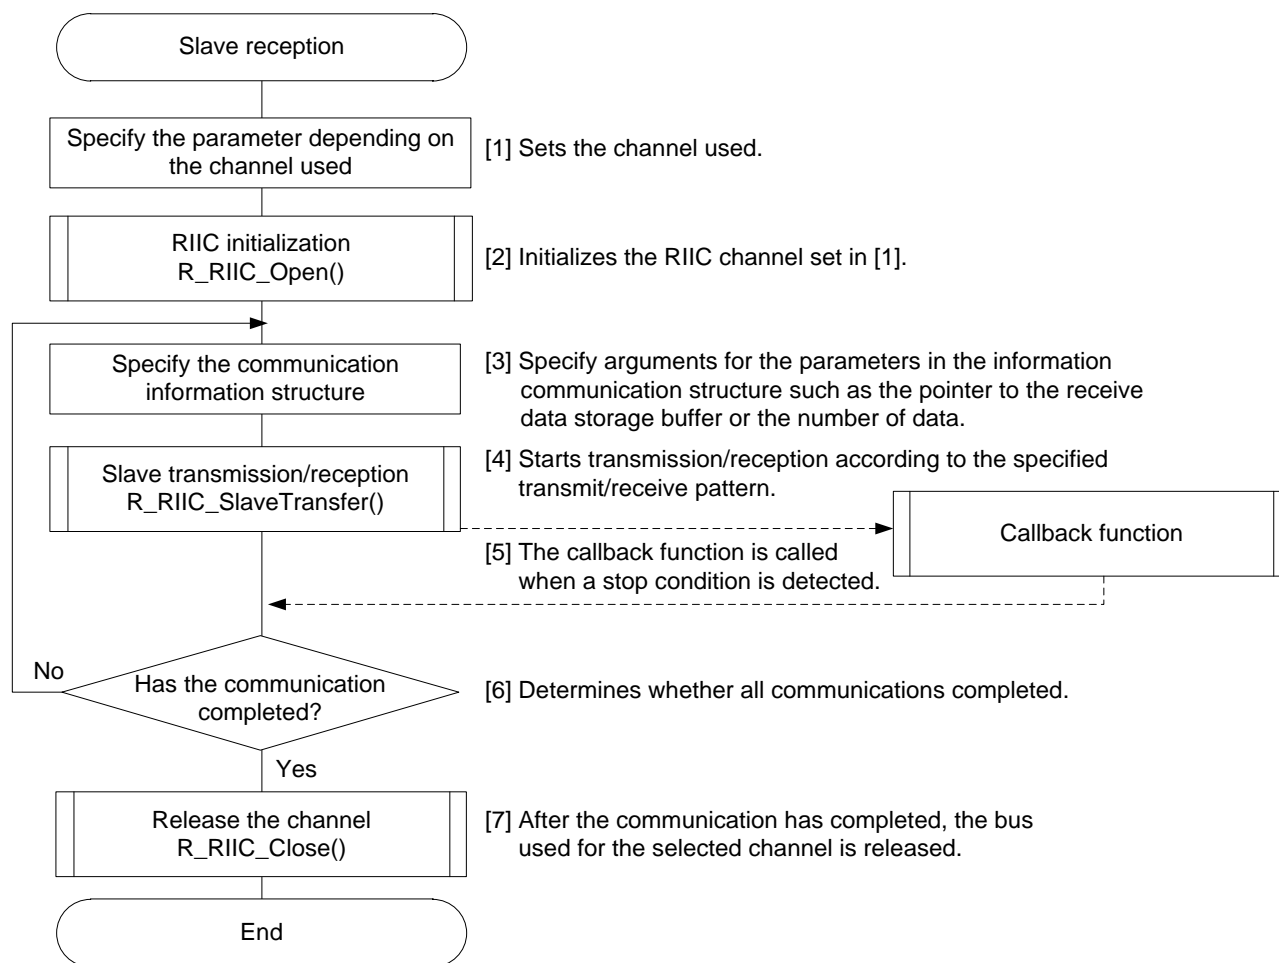 Slave reception
Specify the parameter depending on
the channel used
[1] Sets the channel used.
RIIC initialization
R_RIIC_Open()
[2] Initializes the RIIC channel set in [1].
Specify the communication
information structure
[3] Specify arguments for the parameters in the information
communication structure such as the pointer to the receive
data storage buffer or the number of data.
Slave transmission/reception
R_RIIC_SlaveTransfer()
[4] Starts transmission/reception according to the specified
transmit/receive pattern.
Callback function
[5] The callback function is called
when a stop condition is detected.
No
Has the communication
completed?
[6] Determines whether all communications completed.
Yes
Release the channel
R_RIIC_Close()
[7] After the communication has completed, the bus
used for the selected channel is released.
End